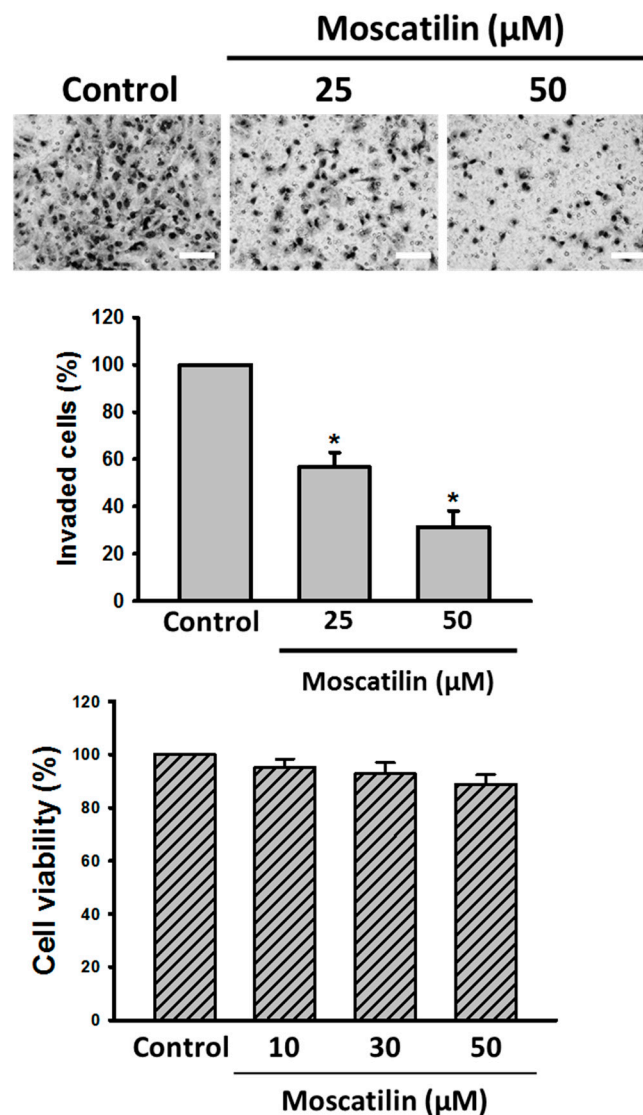 Moscatilin (μM)
Control 25 50
120
100
80
60
40
20
0
Invaded cells (%)
*
*
Control 25 50
Moscatilin (μM)
120
100
80
60
40
20
0
Cell viability (%)
Control 10 30 50
Moscatilin (μM)